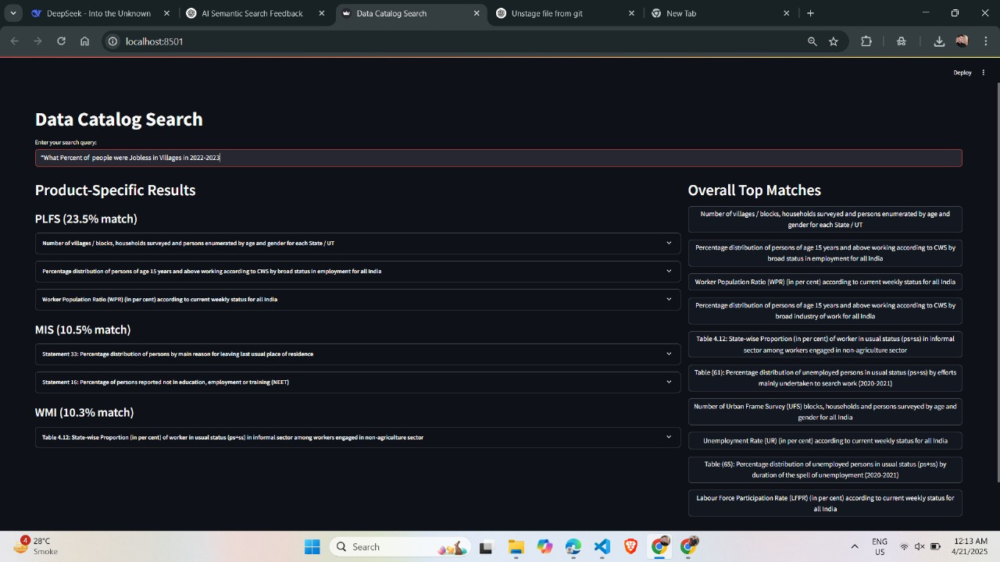 DeepSeek - Into the Unknown
AI Semantic Search Feedback
Data Catalog Search
Unstage file from git
New Tab
localhost:8501
Deploy
Data Catalog Search
Enter your search query:
"What Percent of people were Jobless in Villages in 2022-2023
Product-Specific Results
PLFS (23.5% match)
Number of villages / blocks, households surveyed and persons enumerated by age and gender for each State / UT
Percentage distribution of persons of age 15 years and above working according to CWS by broad status in employment for all India
Worker Population Ratio (WPR) (in per cent) according to current weekly status for all India
MIS (10.5% match)
Statement 33: Percentage distribution of persons by main reason for leaving last usual place of residence
Statement 16: Percentage of persons reported not in education, employment or training (NEET)
WMI (10.3% match)
Table 4.12: State-wise Proportion (in per cent) of worker in usual status (ps+ss) in informal sector among workers engaged in non-agriculture sector
Overall Top Matches
Number of villages / blocks, households surveyed and persons enumerated by age and
gender for each State / UT
Percentage distribution of persons of age 15 years and above working according to CWS by
broad status in employment for all India
Worker Population Ratio (WPR) (in per cent) according to current weekly status for all India
Percentage distribution of persons of age 15 years and above working according to CWS by
broad industry of work for all India
Table 4.12: State-wise Proportion (in per cent) of worker in usual status (ps+ss) in informal
sector among workers engaged in non-agriculture sector
Table (61): Percentage distribution of unemployed persons in usual status (ps+ss) by efforts
mainly undertaken to search work (2020-2021)
Number of Urban Frame Survey (UFS) blocks, households and persons surveyed by age and
gender for all India
Unemployment Rate (UR) (in per cent) according to current weekly status for all India
Table (65): Percentage distribution of unemployed persons in usual status (ps+ss) by
duration of the spell of unemployment (2020-2021)
Labour Force Participation Rate (LFPR) (in per cent) according to current weekly status for
all India
4
28°C
Smoke
Search
ENG
US
12:13 AM
4/21/2025